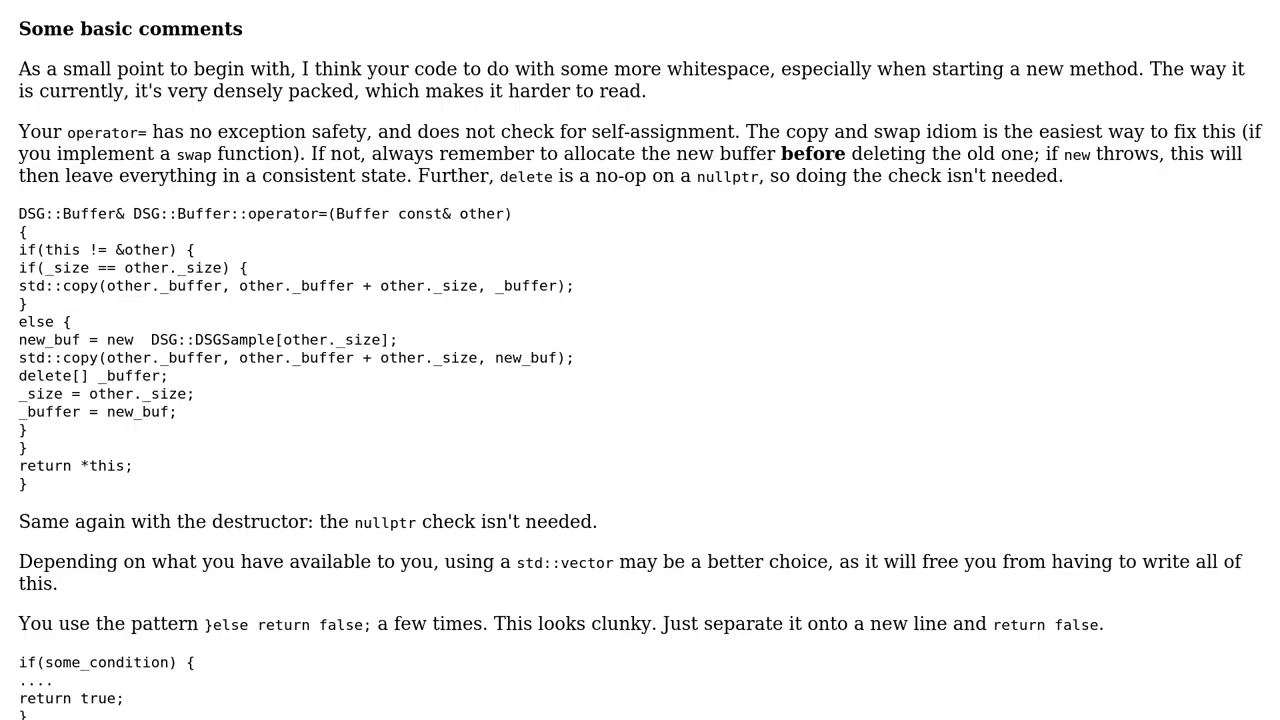 Some basic comments
As a small point to begin with, I think your code to do with some more whitespace, especially when starting a new method. The way it
is currently, it's very densely packed, which makes it harder to read.
Your operator= has no exception safety, and does not check for self-assignment. The copy and swap idiom is the easiest way to fix this (if
you implement a swap function). If not, always remember to allocate the new buffer before deleting the old one; if new throws, this will
then leave everything in a consistent state. Further, delete is a no-op on a nullptr, so doing the check isn't needed.
DSG::Buffer& DSG::Buffer::operator=(Buffer const& other)
{
if(this != &other) {
if(_size == other._size) {
std::copy(other._buffer, other._buffer + other._size, _buffer);
}
else {
new_buf = new  DSG::DSGSample[other._size];
std::copy(other._buffer, other._buffer + other._size, new_buf);
delete[] _buffer;
_size = other._size;
_buffer = new_buf;
}
}
return *this;
}
Same again with the destructor: the nullptr check isn't needed.
Depending on what you have available to you, using a std::vector may be a better choice, as it will free you from having to write all of
this.
You use the pattern }else return false; a few times. This looks clunky. Just separate it onto a new line and return false.
if(some_condition) {
....
return true;
}